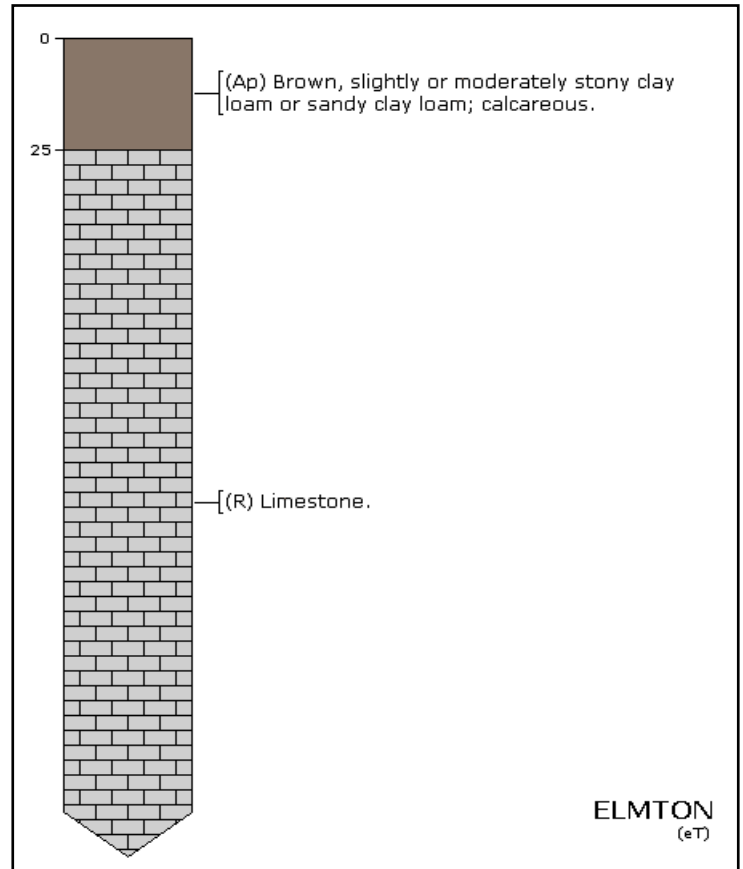 0
(Ap) Brown, slightly or moderately stony clay
loam or sandy clay loam; calcareous.
25
(R) Limestone.
ELMTON
(eT)